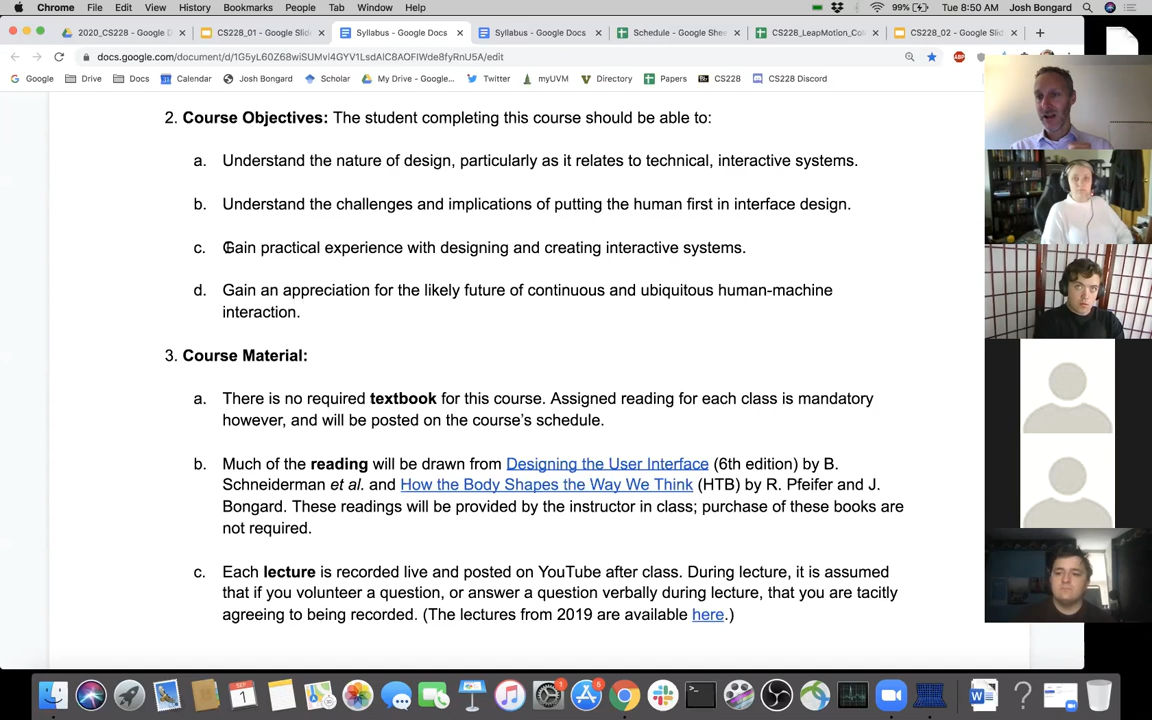 Chrome File Edit View History Bookmarks People Tab Window Help 99% Tue 8:50 AM Josh Bongard
2020_CS228 - Google D CS228_01 - Google Slid Syllabus - Google Docs Syllabus - Google Docs Schedule - Google She CS228_LeapMotion_Co CS228_02 - Google Slid
docs.google.com/document/d/1G5yL60Z68wiSUMvl4GYV1LsdAlC8AOFIWde8fyRnU5A/edit
Google Drive Docs Calendar Josh Bongard Scholar My Drive - Google... Twitter myUVM Directory Papers CS228 CS228 Discord
2. Course Objectives: The student completing this course should be able to:
a. Understand the nature of design, particularly as it relates to technical, interactive systems.
b. Understand the challenges and implications of putting the human first in interface design.
c. Gain practical experience with designing and creating interactive systems.
d. Gain an appreciation for the likely future of continuous and ubiquitous human-machine
interaction.
3. Course Material:
a. There is no required textbook for this course. Assigned reading for each class is mandatory
however, and will be posted on the course's schedule.
b. Much of the reading will be drawn from Designing the User Interface (6th edition) by B.
Schneiderman et al. and How the Body Shapes the Way We Think (HTB) by R. Pfeifer and J.
Bongard. These readings will be provided by the instructor in class; purchase of these books are
not required.
c. Each lecture is recorded live and posted on YouTube after class. During lecture, it is assumed
that if you volunteer a question, or answer a question verbally during lecture, that you are tacitly
agreeing to being recorded. (The lectures from 2019 are available here.)